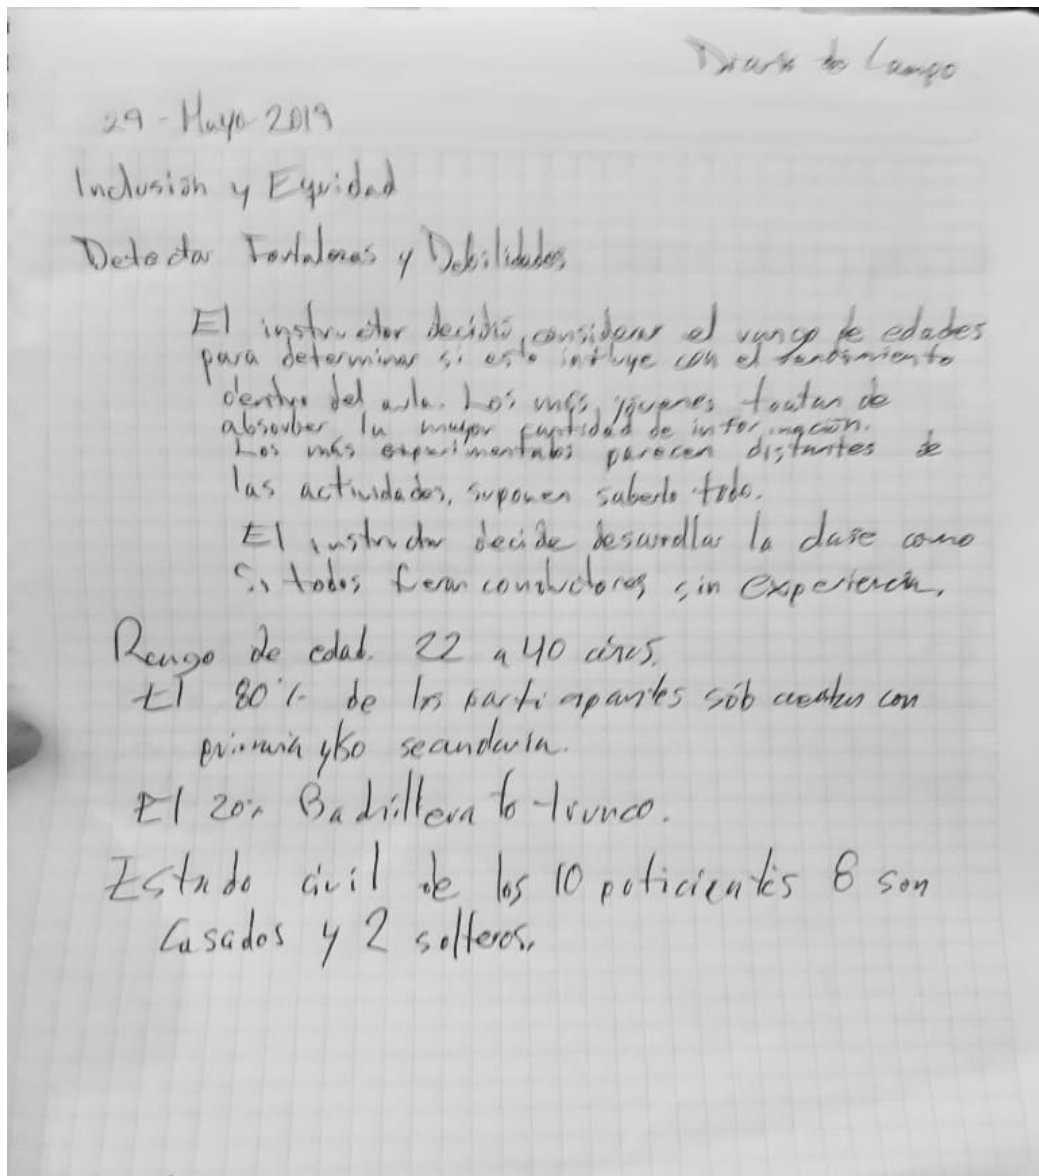 Diario de Campo
29 - Mayo 2019
Inclusión y Equidad
Detectar Fortalezas y Debilidades
El instructor decidió considerar el rango de edades
para determinar si esto influye con el rendimiento
dentro del aula. Los más jóvenes tratan de
absorber la mayor cantidad de información.
Los más experimentados parecen distantes de
las actividades, suponen saberlo todo.
El instructor decide desarrollar la clase como
si todos fueran conductores sin experiencia.
Rango de edad. 22 a 40 años.
El 80% de los participantes sólo cuentan con
primaria y/o secundaria.
El 20% Bachillerato trunco.
Estado civil de los 10 participantes 8 son
Casados y 2 solteros.